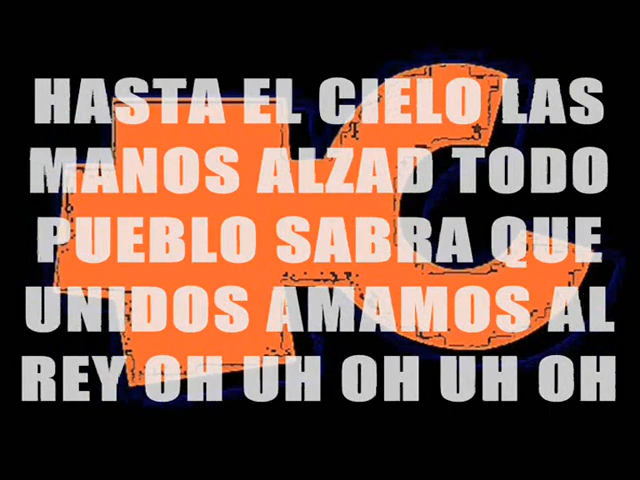 HASTA EL CIELO LAS
MANOS ALZAD TODO
PUEBLO SABRA QUE
UNIDOS AMAMOS AL
REY OH UH OH UH OH